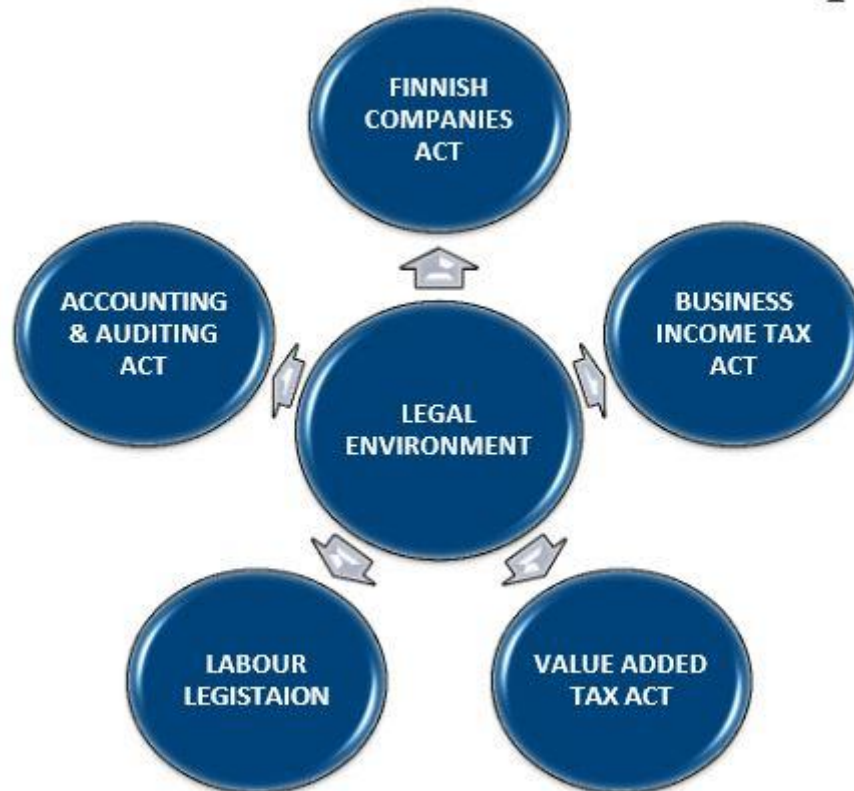 FINNISH
COMPANIES
ACT
ACCOUNTING
& AUDITING
ACT
BUSINESS
INCOME TAX
ACT
LEGAL
ENVIRONMENT
LABOUR
LEGISTAION
VALUE ADDED
TAX ACT